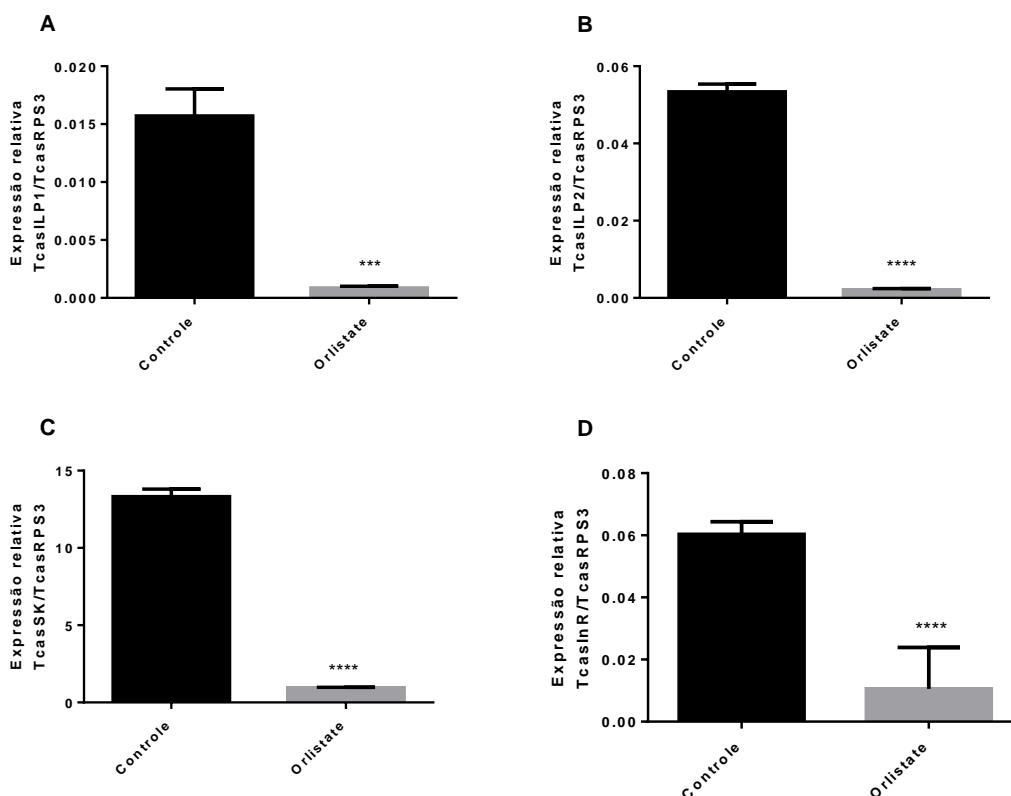 A
Expressão relativa
TcasILP1/TcasRPS3
0.020
0.015
0.010
0.005
0.000
***
Controle
Orlistate
B
Expressão relativa
TcasILP2/TcasRPS3
0.06
0.04
0.02
0.00
****
Controle
Orlistate
C
Expressão relativa
TcasSK/TcasRPS3
15
10
5
0
****
Controle
Orlistate
D
Expressão relativa
TcasInR/TcasRPS3
0.08
0.06
0.04
0.02
0.00
****
Controle
Orlistate